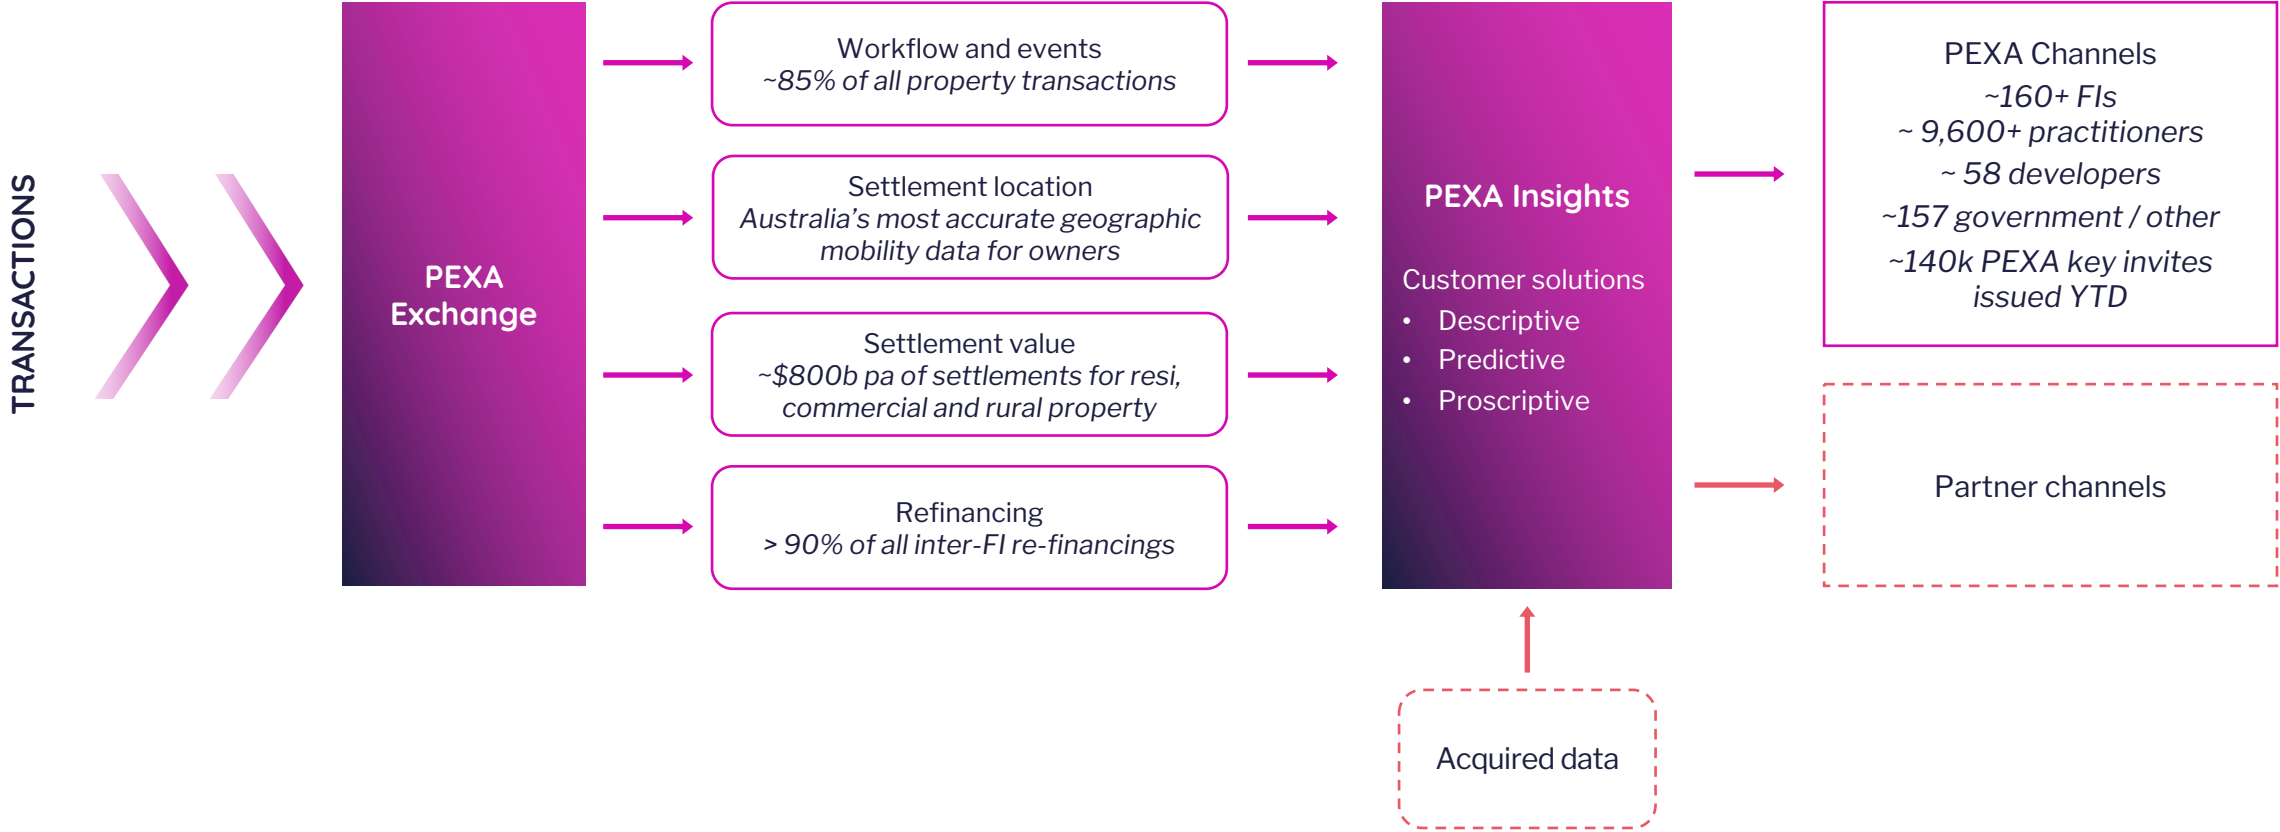 TRANSACTIONS
PEXA
Exchange
Workflow and events
~85% of all property transactions
Settlement location
Australia’s most accurate geographic
mobility data for owners
Settlement value
~$800b pa of settlements for resi,
commercial and rural property
Refinancing
> 90% of all inter-FI re-financings
PEXA Insights
Customer solutions
• Descriptive
• Predictive
• Proscriptive
Acquired data
PEXA Channels
~160+ FIs
~ 9,600+ practitioners
~ 58 developers
~157 government / other
~140k PEXA key invites
issued YTD
Partner channels